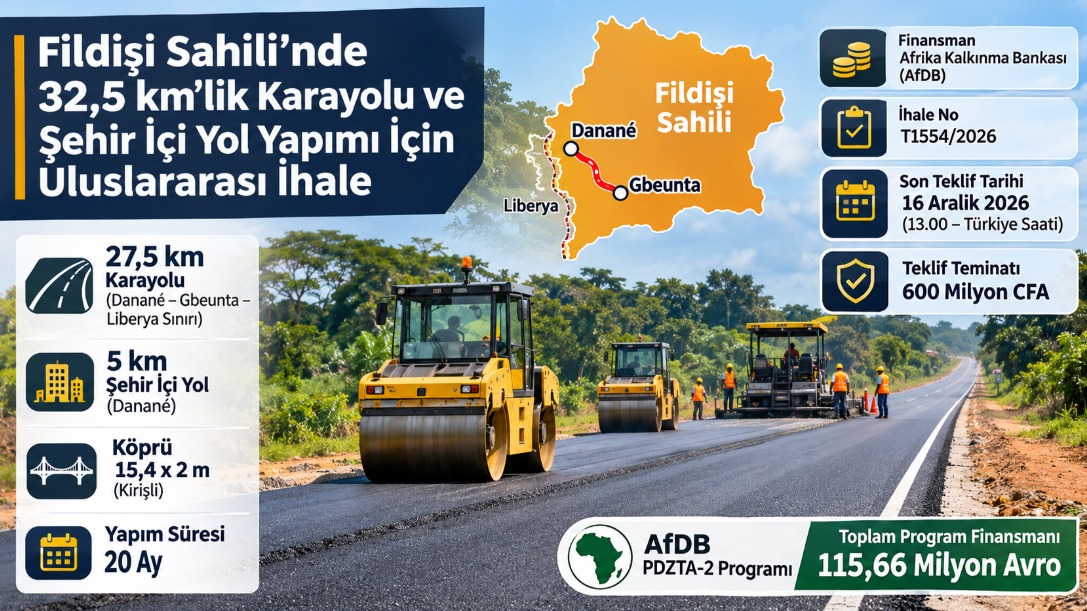 Fildişi Sahili’nde
32,5 km’lik Karayolu ve
Şehir İçi Yol Yapımı İçin
Uluslararası İhale
27,5 km
Karayolu
(Danané – Gbeunta –
Liberya Sınırı)
5 km
Şehir İçi Yol
(Danané)
Köprü
15,4 x 2 m
(Kirişli)
Yapım Süresi
20 Ay
Fildişi
Sahili
Danané
Gbeunta
Liberya
Finansman
Afrika Kalkınma Bankası
(AfDB)
İhale No
T1554/2026
Son Teklif Tarihi
16 Aralik 2026
(13.00 – Türkiye Saati)
Teklif Teminatı
600 Milyon CFA
AfDB
PDZTA-2 Programı
Toplam Program Finansmanı
115,66 Milyon Avro